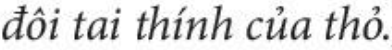 đôi tai thính của thỏ.